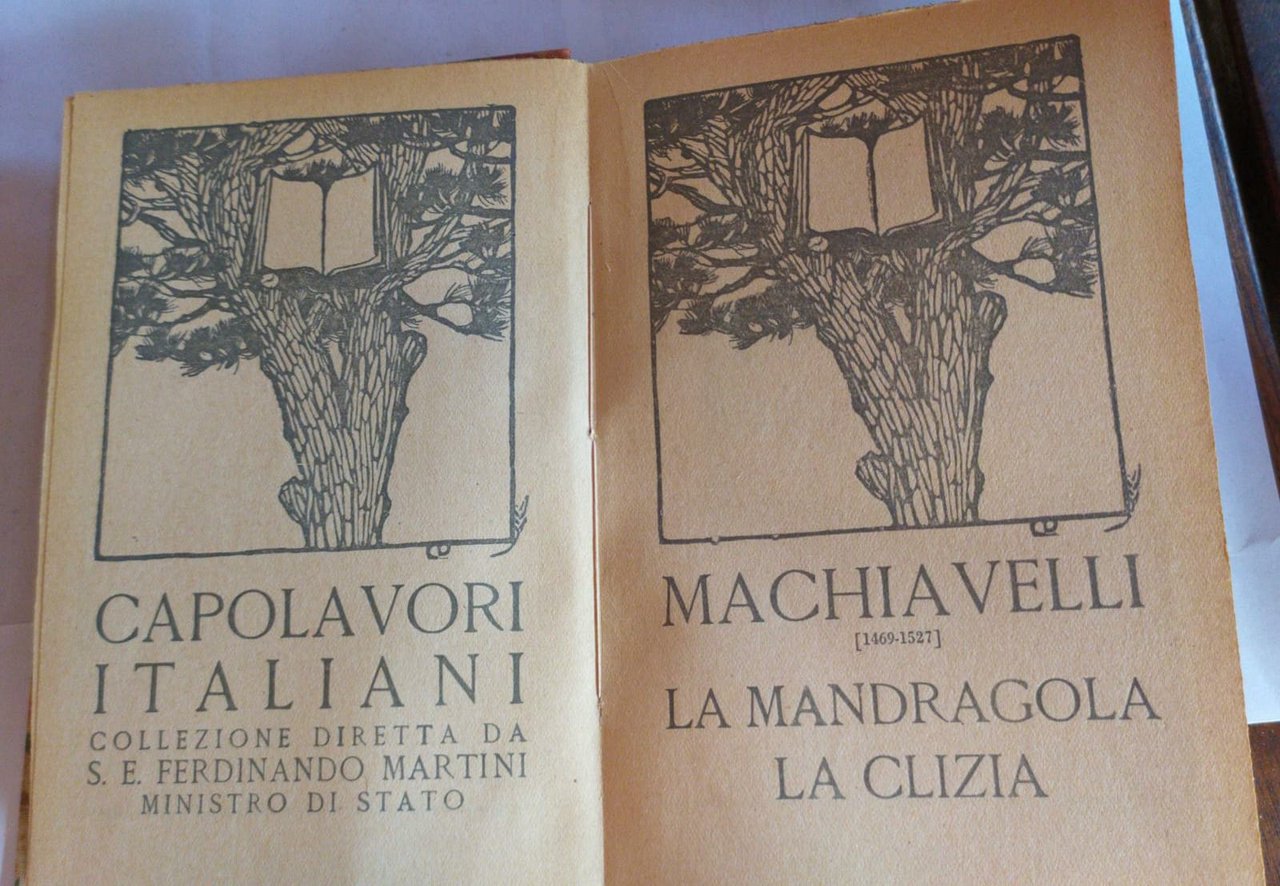 CAPOLAVORI
ITALIANI
COLLEZIONE DIRETTA DA
S. E. FERDINANDO MARTINI
MINISTRO DI STATO
MACHIAVELLI
[1469-1527]
LA MANDRAGOLA
LA CLIZIA